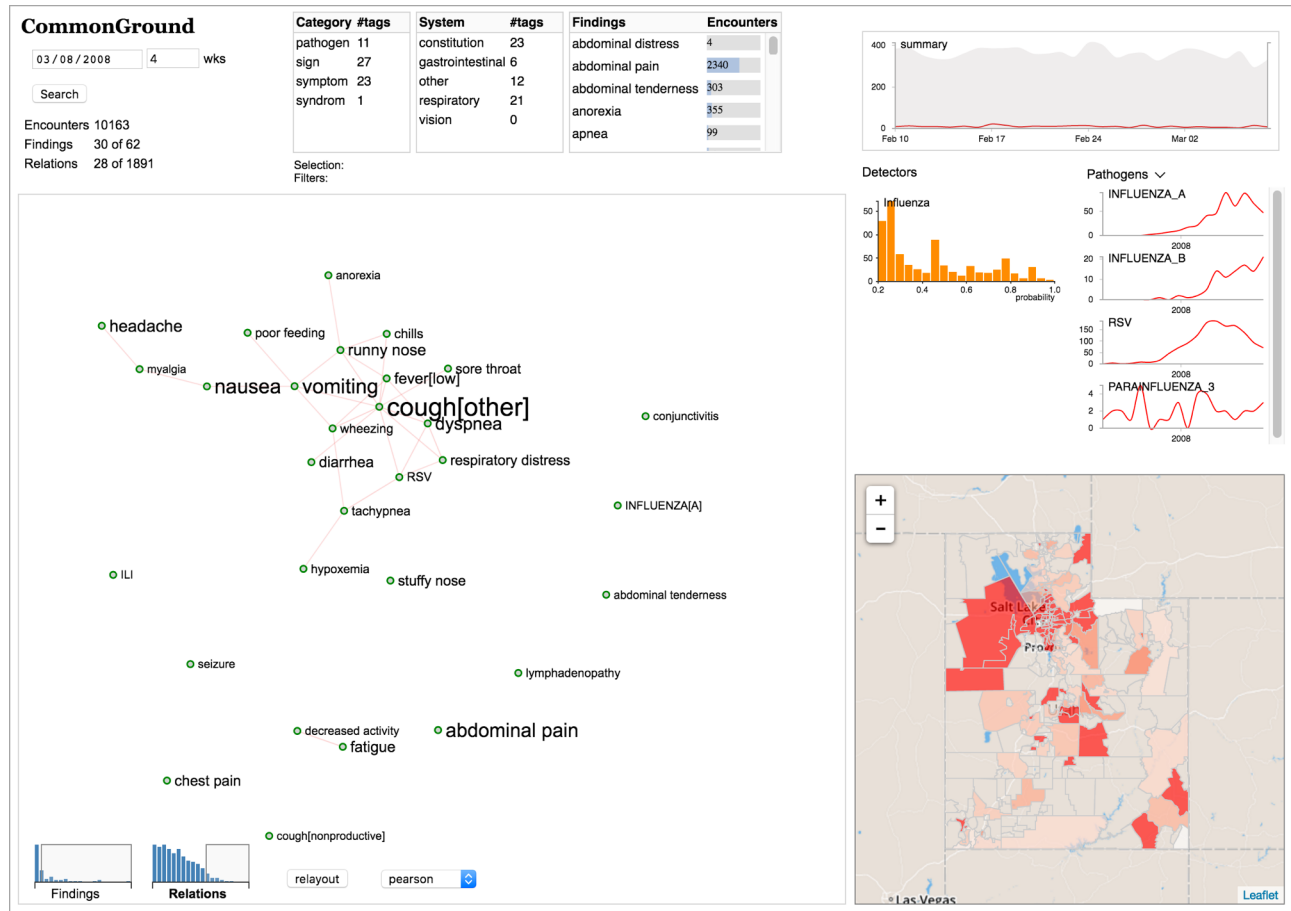 CommonGround
03/08/2008 4 wks
Search
Encounters 10163
Findings 30 of 62
Relations 28 of 1891
Category #tags
pathogen 11
sign 27
symptom 23
syndrom 1
System #tags
constitution 23
gastrointestinal 6
other 12
respiratory 21
vision 0
Findings Encounters
abdominal distress 4
abdominal pain 2340
abdominal tenderness 303
anorexia 355
apnea 99
Selection:
Filters:
summary
400
200
0
Feb 10 Feb 17 Feb 24 Mar 02
Detectors
Influenza
50
00
50
0
0.2 0.4 0.6 0.8 1.0
probability
Pathogens
INFLUENZA_A
50
0
2008
INFLUENZA_B
20
10
0
2008
RSV
150
100
50
0
2008
PARAINFLUENZA_3
4
2
0
2008
anorexia
headache
poor feeding
chills
runny nose
myalgia
sore throat
nausea
vomiting
fever[low]
cough[other]
conjunctivitis
wheezing
dyspnea
diarrhea
respiratory distress
RSV
INFLUENZA[A]
tachypnea
hypoxemia
ILI
stuffy nose
abdominal tenderness
seizure
lymphadenopathy
decreased activity
abdominal pain
fatigue
chest pain
cough[nonproductive]
Findings
Relations
relayout
pearson
+
−
Salt Lake
Las Vegas
Leaflet